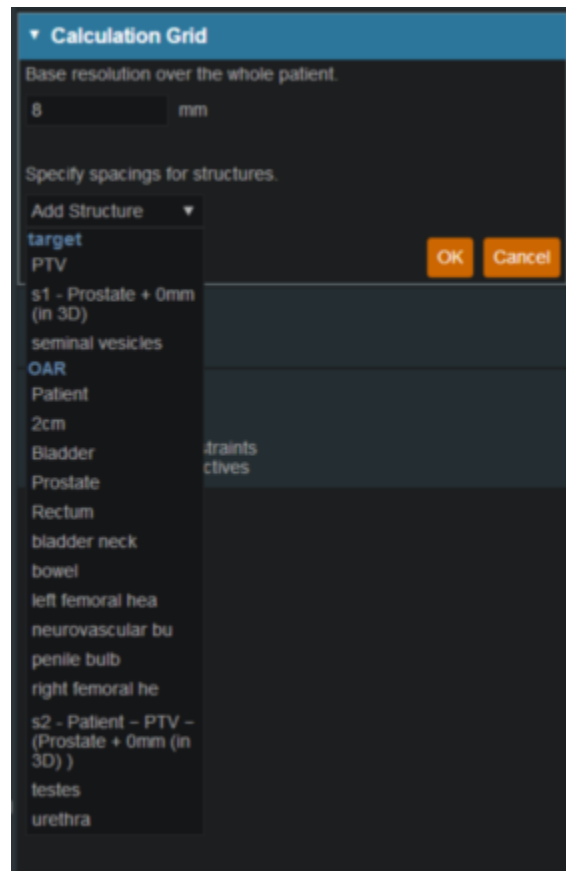 ▼ Calculation Grid
Base resolution over the whole patient.
8 mm
Specify spacings for structures.
Add Structure ▼
target
PTV
OK Cancel
s1 - Prostate + 0mm
(in 3D)
seminal vesicles
OAR
Patient
2cm
Bladder
traints
Prostate
ctives
Rectum
bladder neck
bowel
left femoral hea
neurovascular bu
penile bulb
right femoral he
s2 - Patient – PTV –
(Prostate + 0mm (in
3D) )
testes
urethra